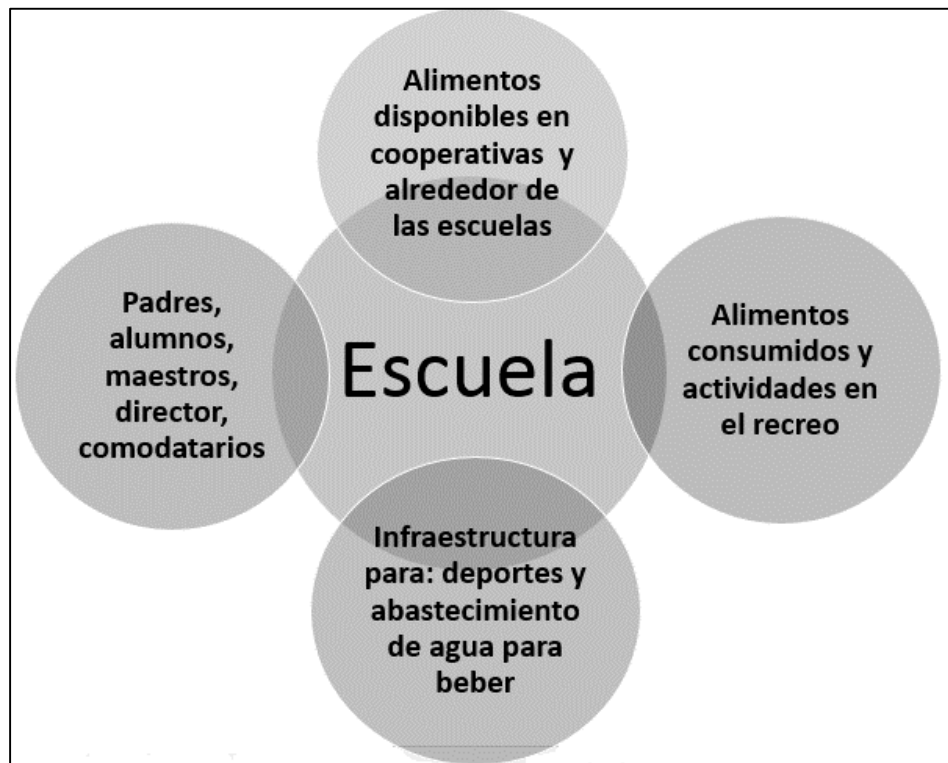 Alimentos
disponibles en
cooperativas y
alrededor de
las escuelas
Padres,
alumnos,
maestros,
director,
comodatarios
Escuela
Alimentos
consumidos y
actividades en
el recreo
Infraestructura
para: deportes y
abastecimiento
de agua para
beber